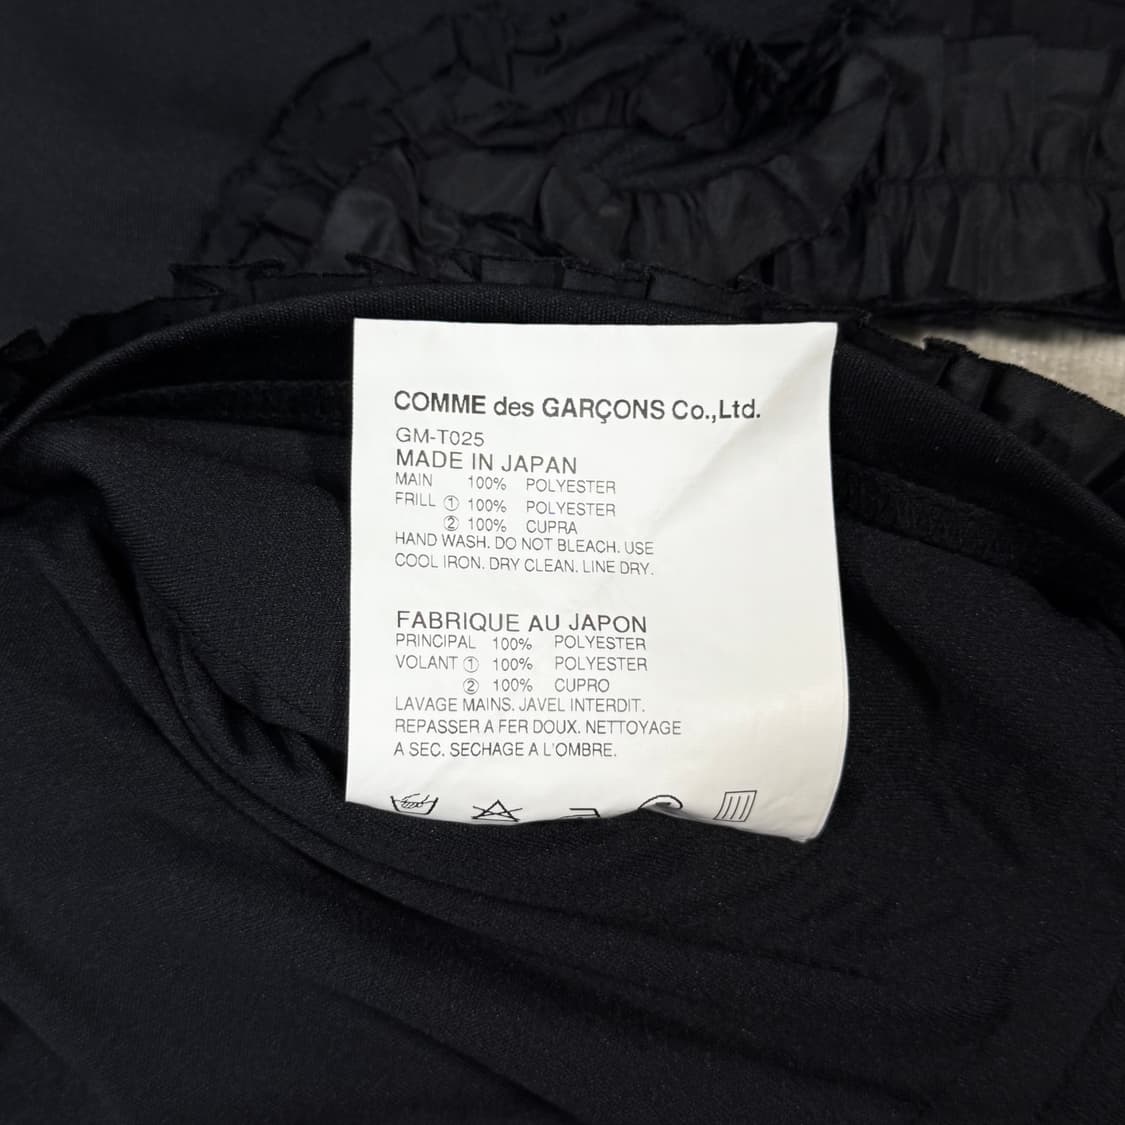 COMME des GARÇONS Co.,Ltd.
GM-T025
MADE IN JAPAN
MAIN 100% POLYESTER
FRILL ① 100% POLYESTER
② 100% CUPRA
HAND WASH. DO NOT BLEACH. USE
COOL IRON. DRY CLEAN. LINE DRY.
FABRIQUE AU JAPON
PRINCIPAL 100% POLYESTER
VOLANT ① 100% POLYESTER
② 100% CUPRO
LAVAGE MAINS. JAVEL INTERDIT.
REPASSER A FER DOUX. NETTOYAGE
A SEC. SECHAGE A L'OMBRE.